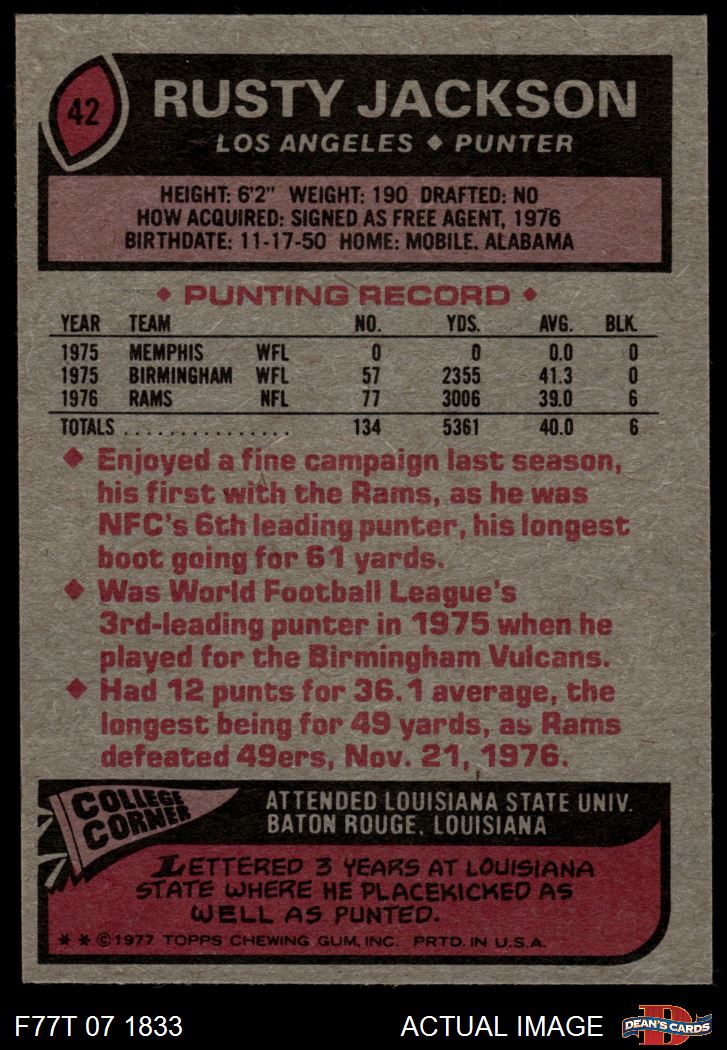 42
RUSTY JACKSON
LOS ANGELES ♦ PUNTER
HEIGHT: 6'2" WEIGHT: 190 DRAFTED: NO
HOW ACQUIRED: SIGNED AS FREE AGENT, 1976
BIRTHDATE: 11-17-50 HOME: MOBILE, ALABAMA
♦ PUNTING RECORD ♦
YEAR TEAM NO. YDS. AVG. BLK.
1975 MEMPHIS WFL 0 0 0.0 0
1975 BIRMINGHAM WFL 57 2355 41.3 0
1976 RAMS NFL 77 3006 39.0 6
TOTALS ............... 134 5361 40.0 6
♦ Enjoyed a fine campaign last season,
his first with the Rams, as he was
NFC's 6th leading punter, his longest
boot going for 61 yards.
♦ Was World Football League's
3rd-leading punter in 1975 when he
played for the Birmingham Vulcans.
♦ Had 12 punts for 36.1 average, the
longest being for 49 yards, as Rams
defeated 49ers, Nov. 21, 1976.
COLLEGE
CORNER
ATTENDED LOUISIANA STATE UNIV.
BATON ROUGE, LOUISIANA
LETTERED 3 YEARS AT LOUISIANA
STATE WHERE HE PLACEKICKED AS
WELL AS PUNTED.
* * © 1977 TOPPS CHEWING GUM, INC. PRTD. IN U.S.A.
F77T 07 1833
ACTUAL IMAGE
D
DEAN'S CARDS